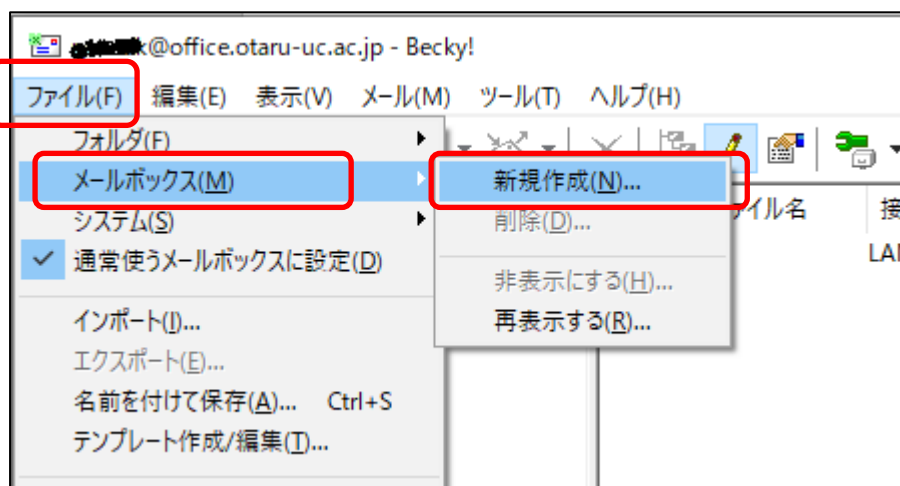 @office.otaru-uc.ac.jp - Becky!
ファイル(F) 編集(E) 表示(V) メール(M) ツール(T) ヘルプ(H)
フォルダ(F)
メールボックス(M) 新規作成(N)...
イル名 接
システム(S) 削除(D)...
通常使うメールボックスに設定(D) LAN
非表示にする(H)...
インポート(I)... 再表示する(R)...
エクスポート(E)...
名前を付けて保存(A)... Ctrl+S
テンプレート作成/編集(T)...